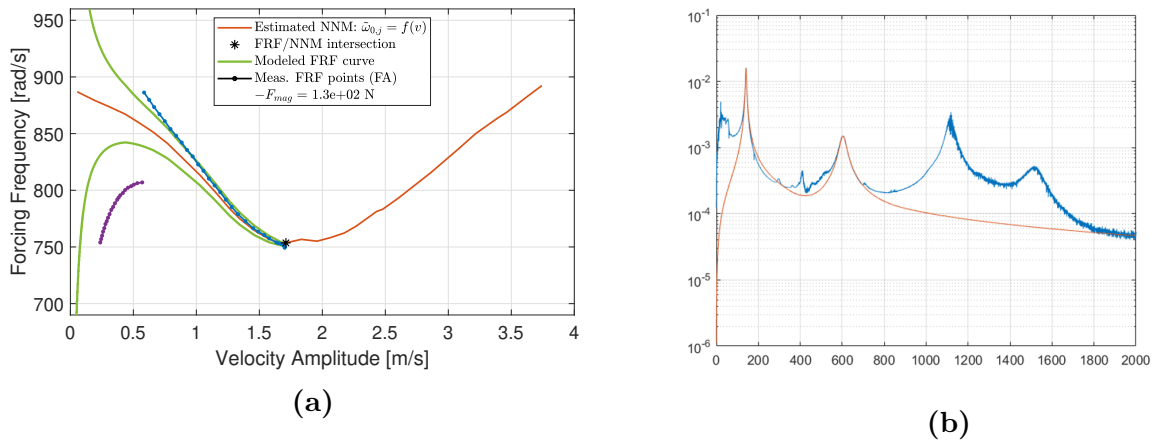 Estimated NNM: ω̃₀,ⱼ = f(v)
FRF/NNM intersection
Modeled FRF curve
Meas. FRF points (FA)
−F_mag = 1.3e+02 N
950
900
850
800
750
700
Forcing Frequency [rad/s]
0 0.5 1 1.5 2 2.5 3 3.5 4
Velocity Amplitude [m/s]
(a)
10⁻¹
10⁻²
10⁻³
10⁻⁴
10⁻⁵
10⁻⁶
0 200 400 600 800 1000 1200 1400 1600 1800 2000
(b)